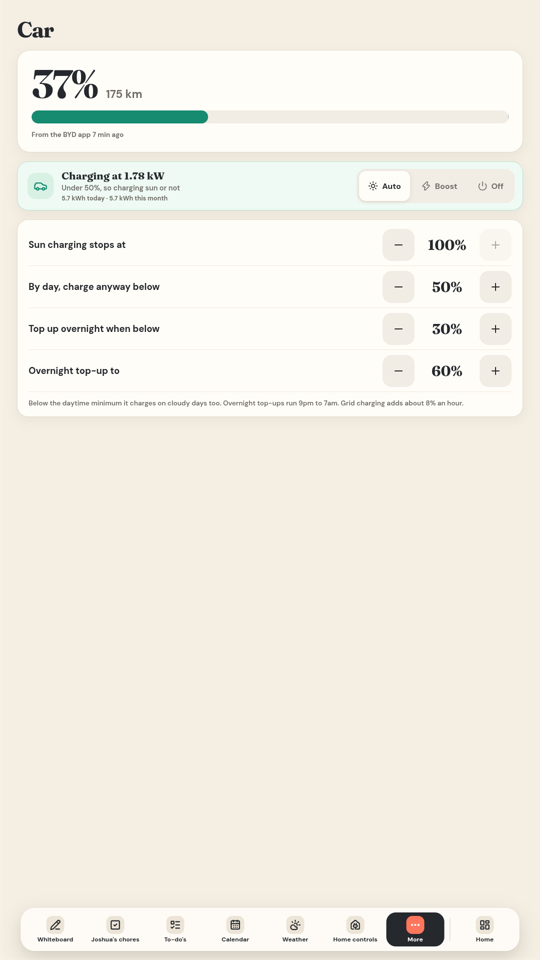 Car
37% 175 km
From the BYD app 7 min ago
Charging at 1.78 kW
Under 50%, so charging sun or not
5.7 kWh today · 5.7 kWh this month
Auto
Boost
Off
Sun charging stops at
− 100% +
By day, charge anyway below
− 50% +
Top up overnight when below
− 30% +
Overnight top-up to
− 60% +
Below the daytime minimum it charges on cloudy days too. Overnight top-ups run 9pm to 7am. Grid charging adds about 8% an hour.
Whiteboard
Joshua's chores
To-do's
Calendar
Weather
Home controls
More
Home